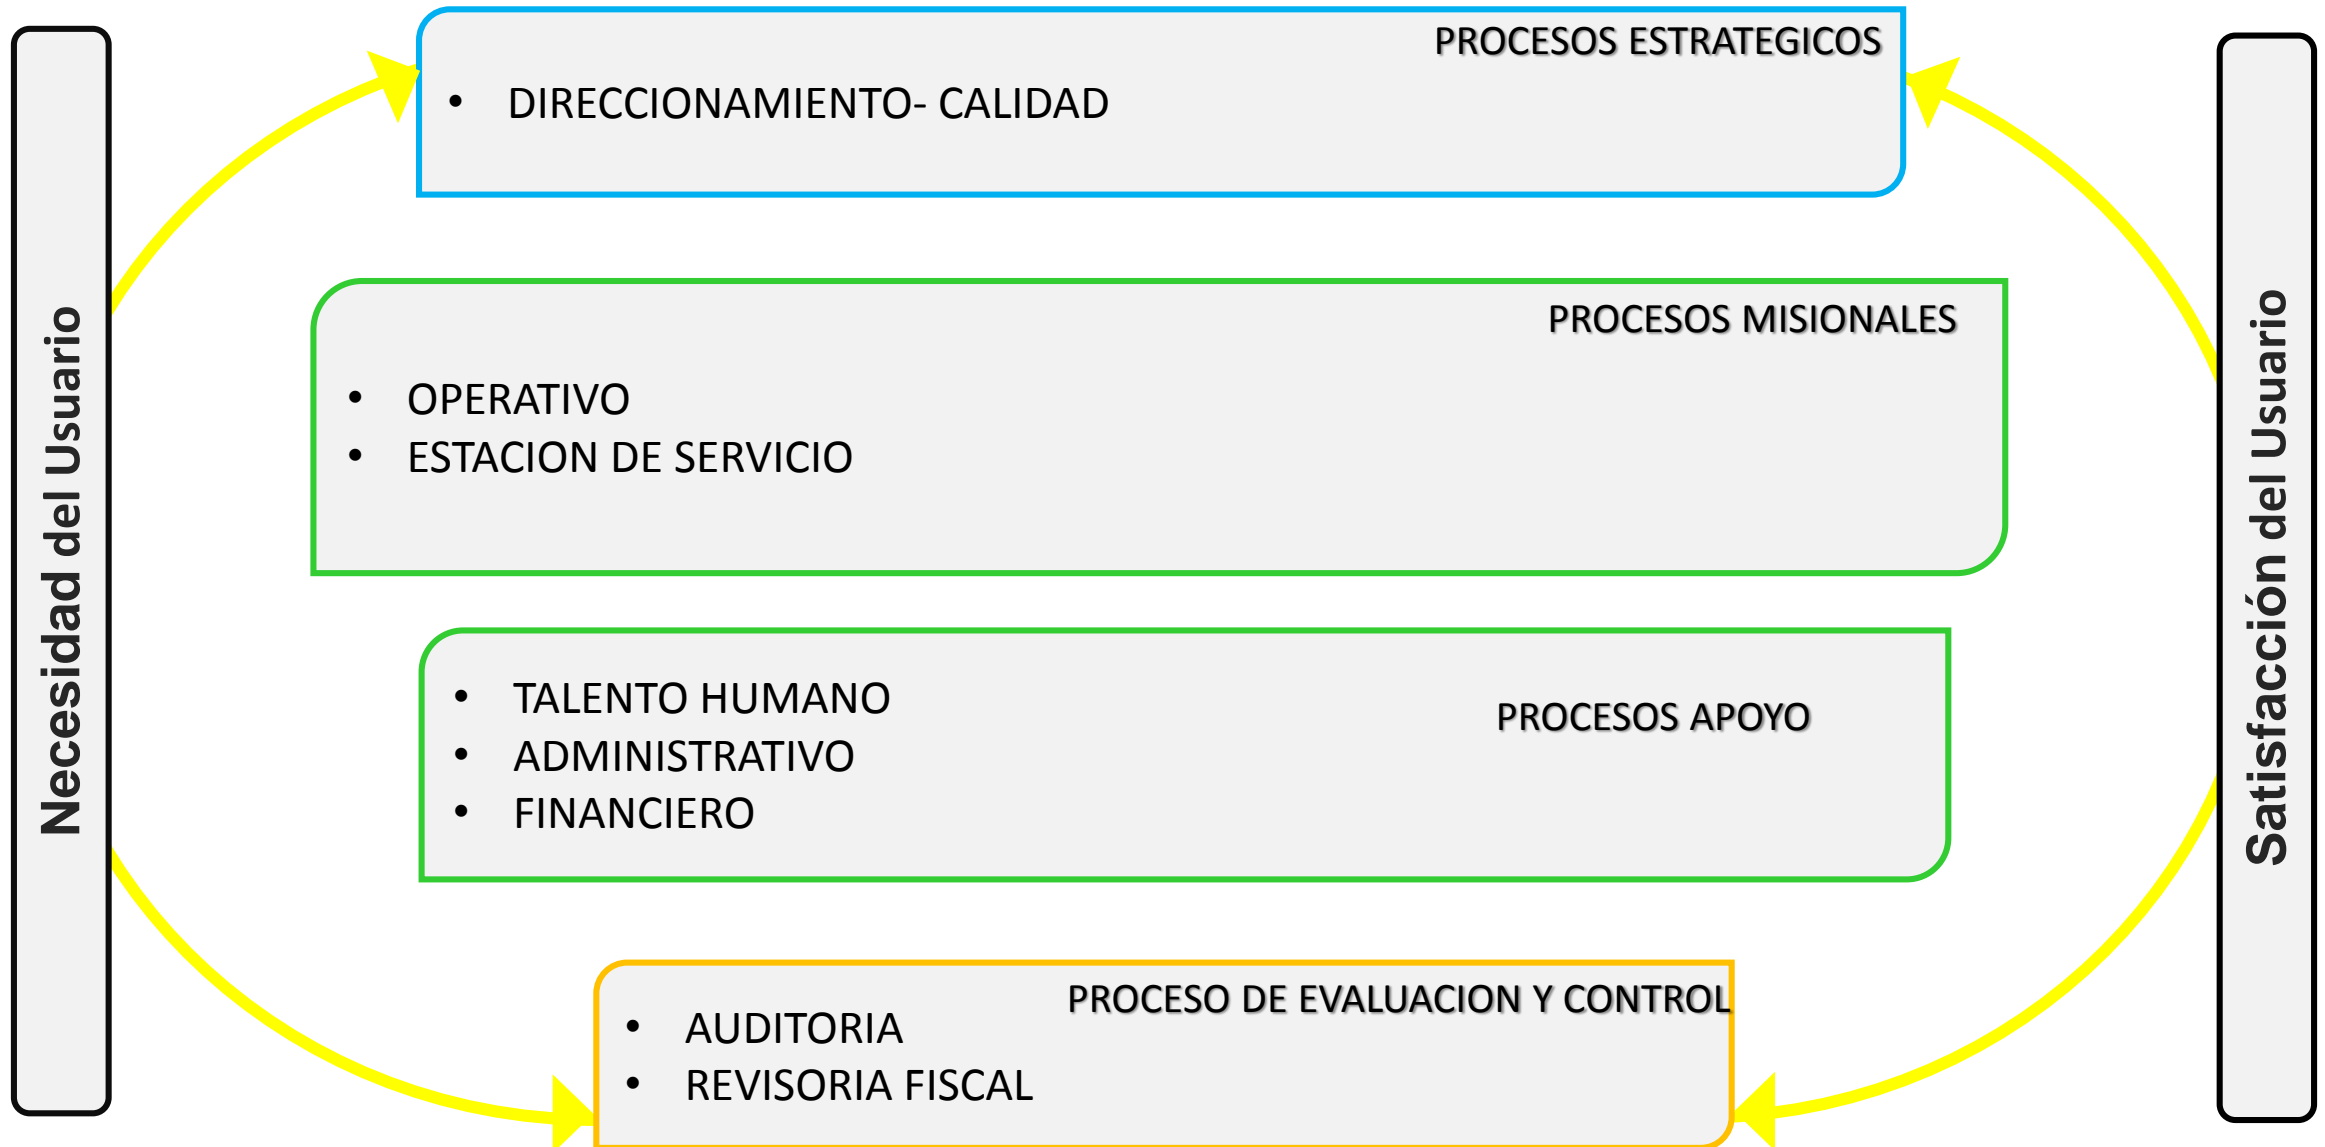 Necesidad del Usuario
PROCESOS ESTRATEGICOS
• DIRECCIONAMIENTO- CALIDAD
PROCESOS MISIONALES
• OPERATIVO
• ESTACION DE SERVICIO
PROCESOS APOYO
• TALENTO HUMANO
• ADMINISTRATIVO
• FINANCIERO
PROCESO DE EVALUACION Y CONTROL
• AUDITORIA
• REVISORIA FISCAL
Satisfacción del Usuario